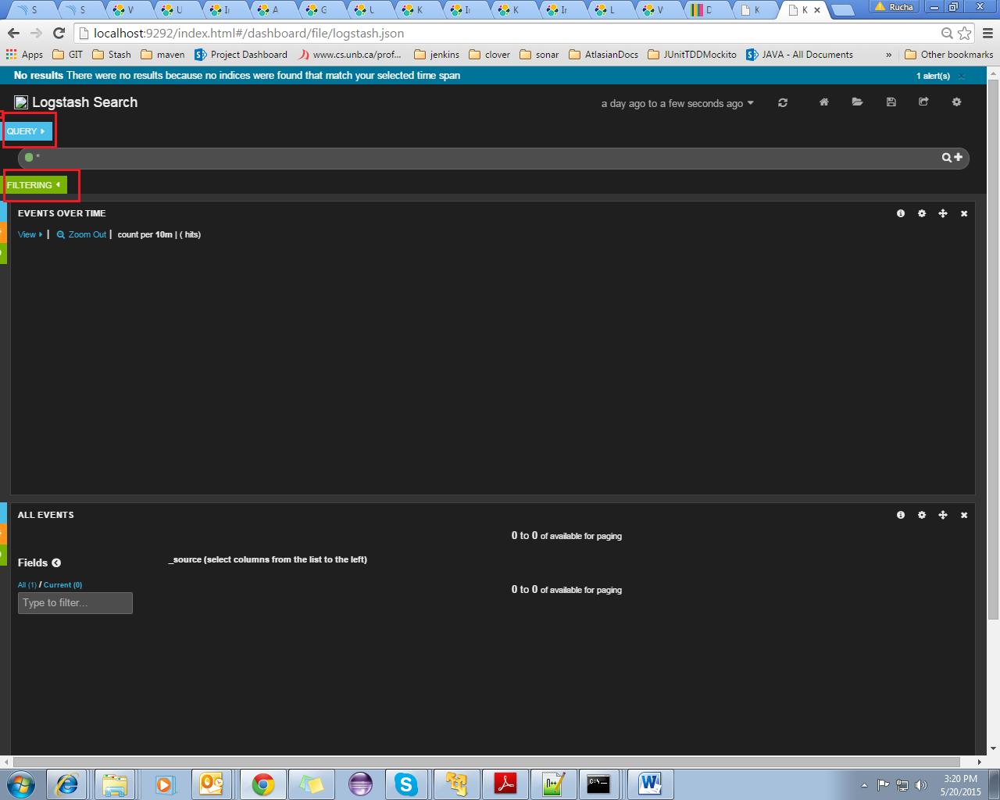 S
S
W
U
In
A
G
U
K
In
K
In
L
W
D
K
K
Rucha
localhost:9292/index.html#/dashboard/file/logstash.json
Apps GIT Stash maven Project Dashboard www.cs.unb.ca/prof... jenkins clover sonar AtlasianDocs JUnitTDDMockito JAVA - All Documents » Other bookmarks
No results There were no results because no indices were found that match your selected time span 1 alert(s)
Logstash Search a day ago to a few seconds ago
QUERY
*
FILTERING
EVENTS OVER TIME
View | Zoom Out | count per 10m | ( hits)
ALL EVENTS
0 to 0 of available for paging
Fields _source (select columns from the list to the left)
All (1) / Current (0)
0 to 0 of available for paging
Type to filter...
3:20 PM
5/20/2015